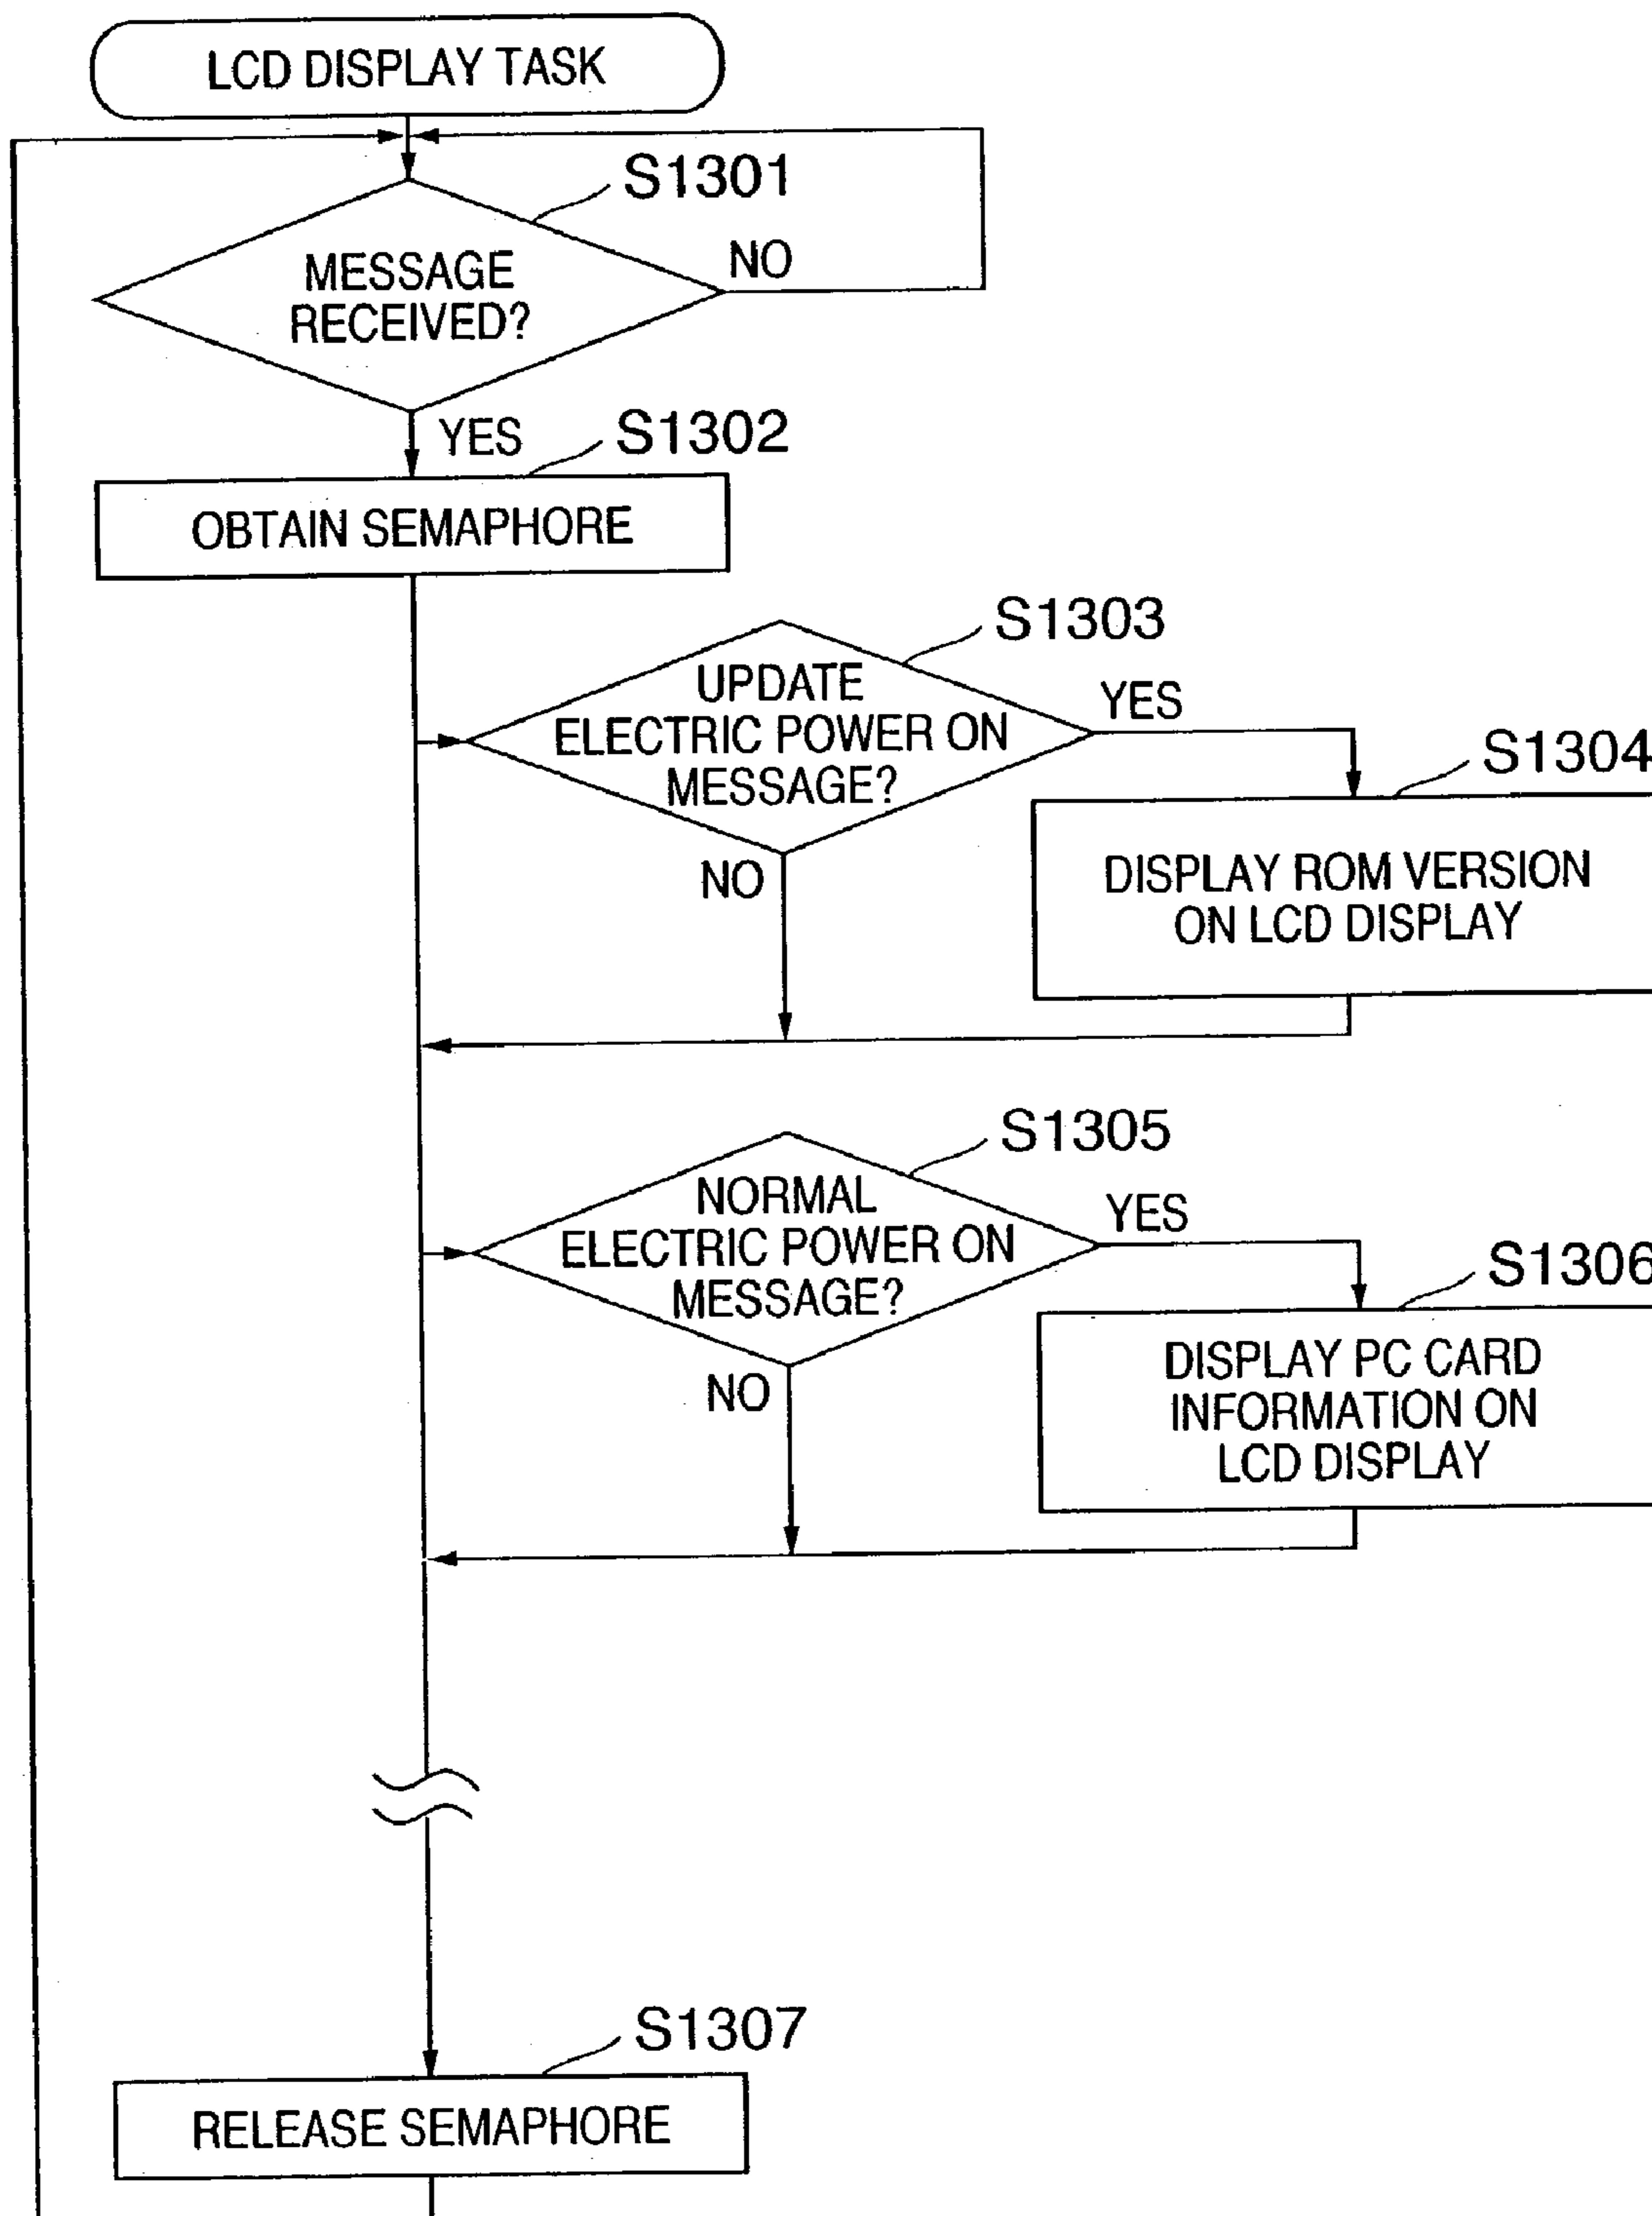 LCD DISPLAY TASK
S1301
MESSAGE
RECEIVED?
NO
YES
S1302
OBTAIN SEMAPHORE
S1303
UPDATE
ELECTRIC POWER ON
MESSAGE?
YES
NO
S1304
DISPLAY ROM VERSION
ON LCD DISPLAY
S1305
NORMAL
ELECTRIC POWER ON
MESSAGE?
YES
NO
S1306
DISPLAY PC CARD
INFORMATION ON
LCD DISPLAY
S1307
RELEASE SEMAPHORE